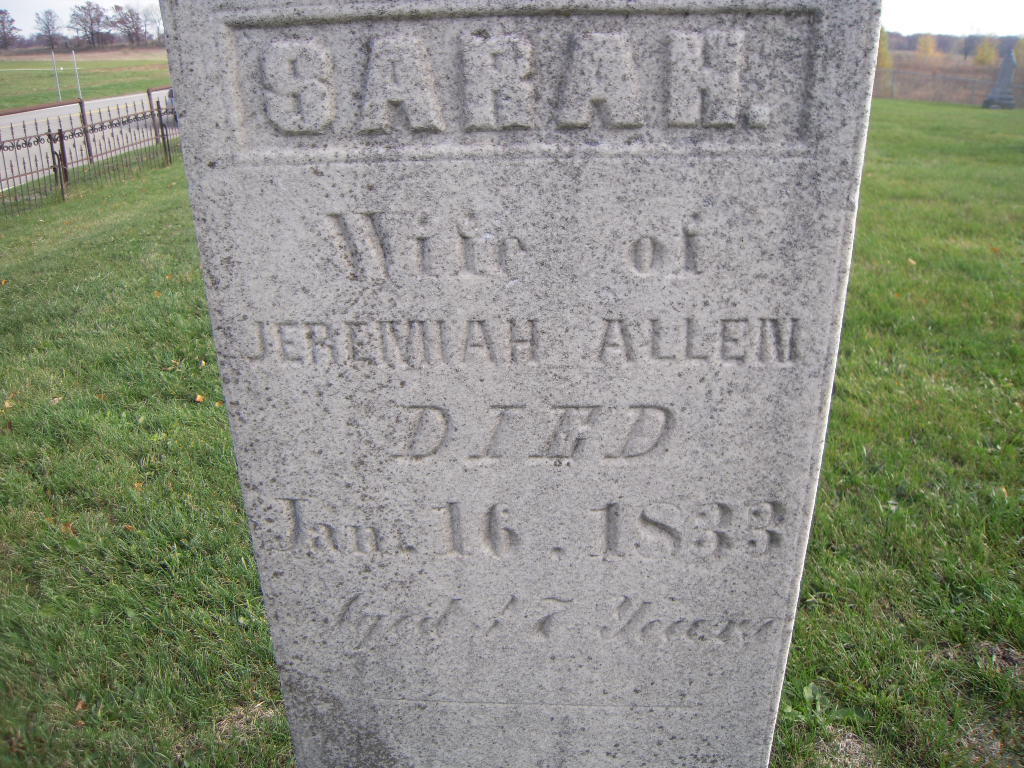 SARAH.
Wife of
JEREMIAH ALLEN
DIED
Jan. 16. 1833
Aged Years